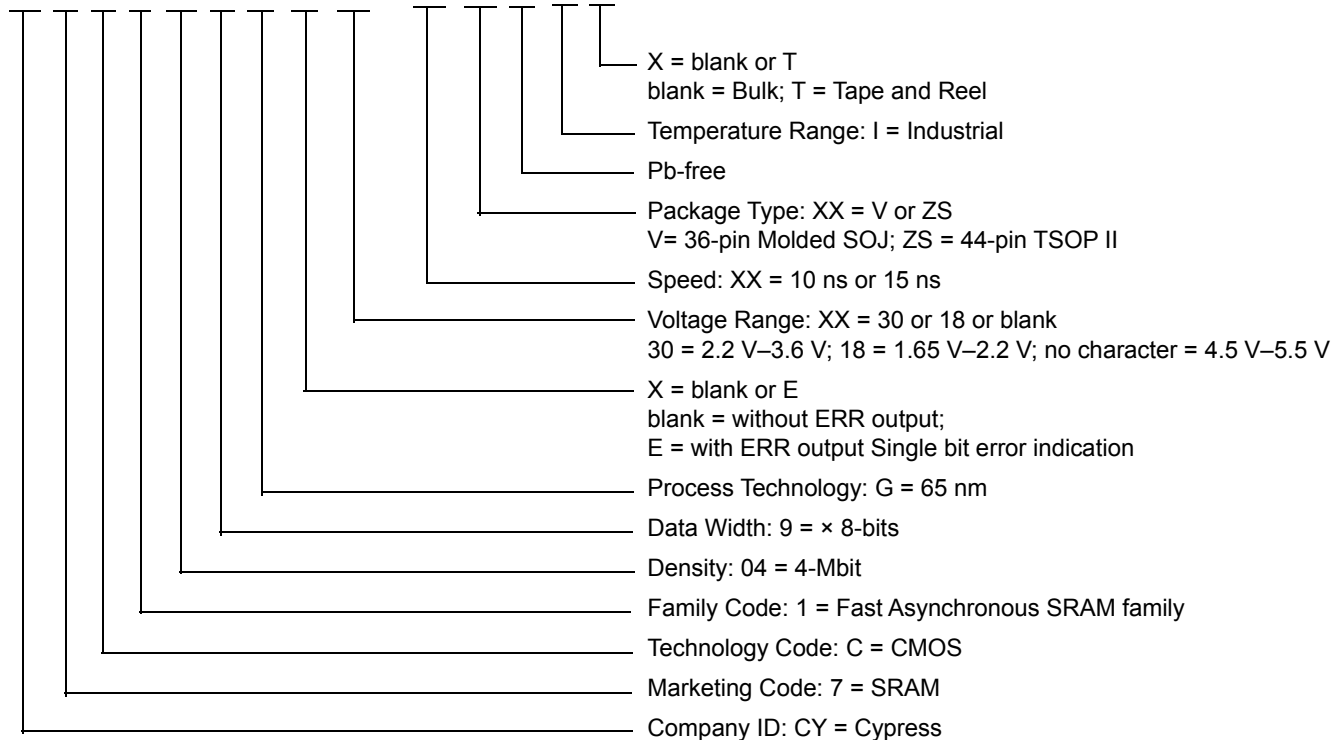 X = blank or T
blank = Bulk; T = Tape and Reel
Temperature Range: I = Industrial
Pb-free
Package Type: XX = V or ZS
V= 36-pin Molded SOJ; ZS = 44-pin TSOP II
Speed: XX = 10 ns or 15 ns
Voltage Range: XX = 30 or 18 or blank
30 = 2.2 V–3.6 V; 18 = 1.65 V–2.2 V; no character = 4.5 V–5.5 V
X = blank or E
blank = without ERR output;
E = with ERR output Single bit error indication
Process Technology: G = 65 nm
Data Width: 9 = × 8-bits
Density: 04 = 4-Mbit
Family Code: 1 = Fast Asynchronous SRAM family
Technology Code: C = CMOS
Marketing Code: 7 = SRAM
Company ID: CY = Cypress